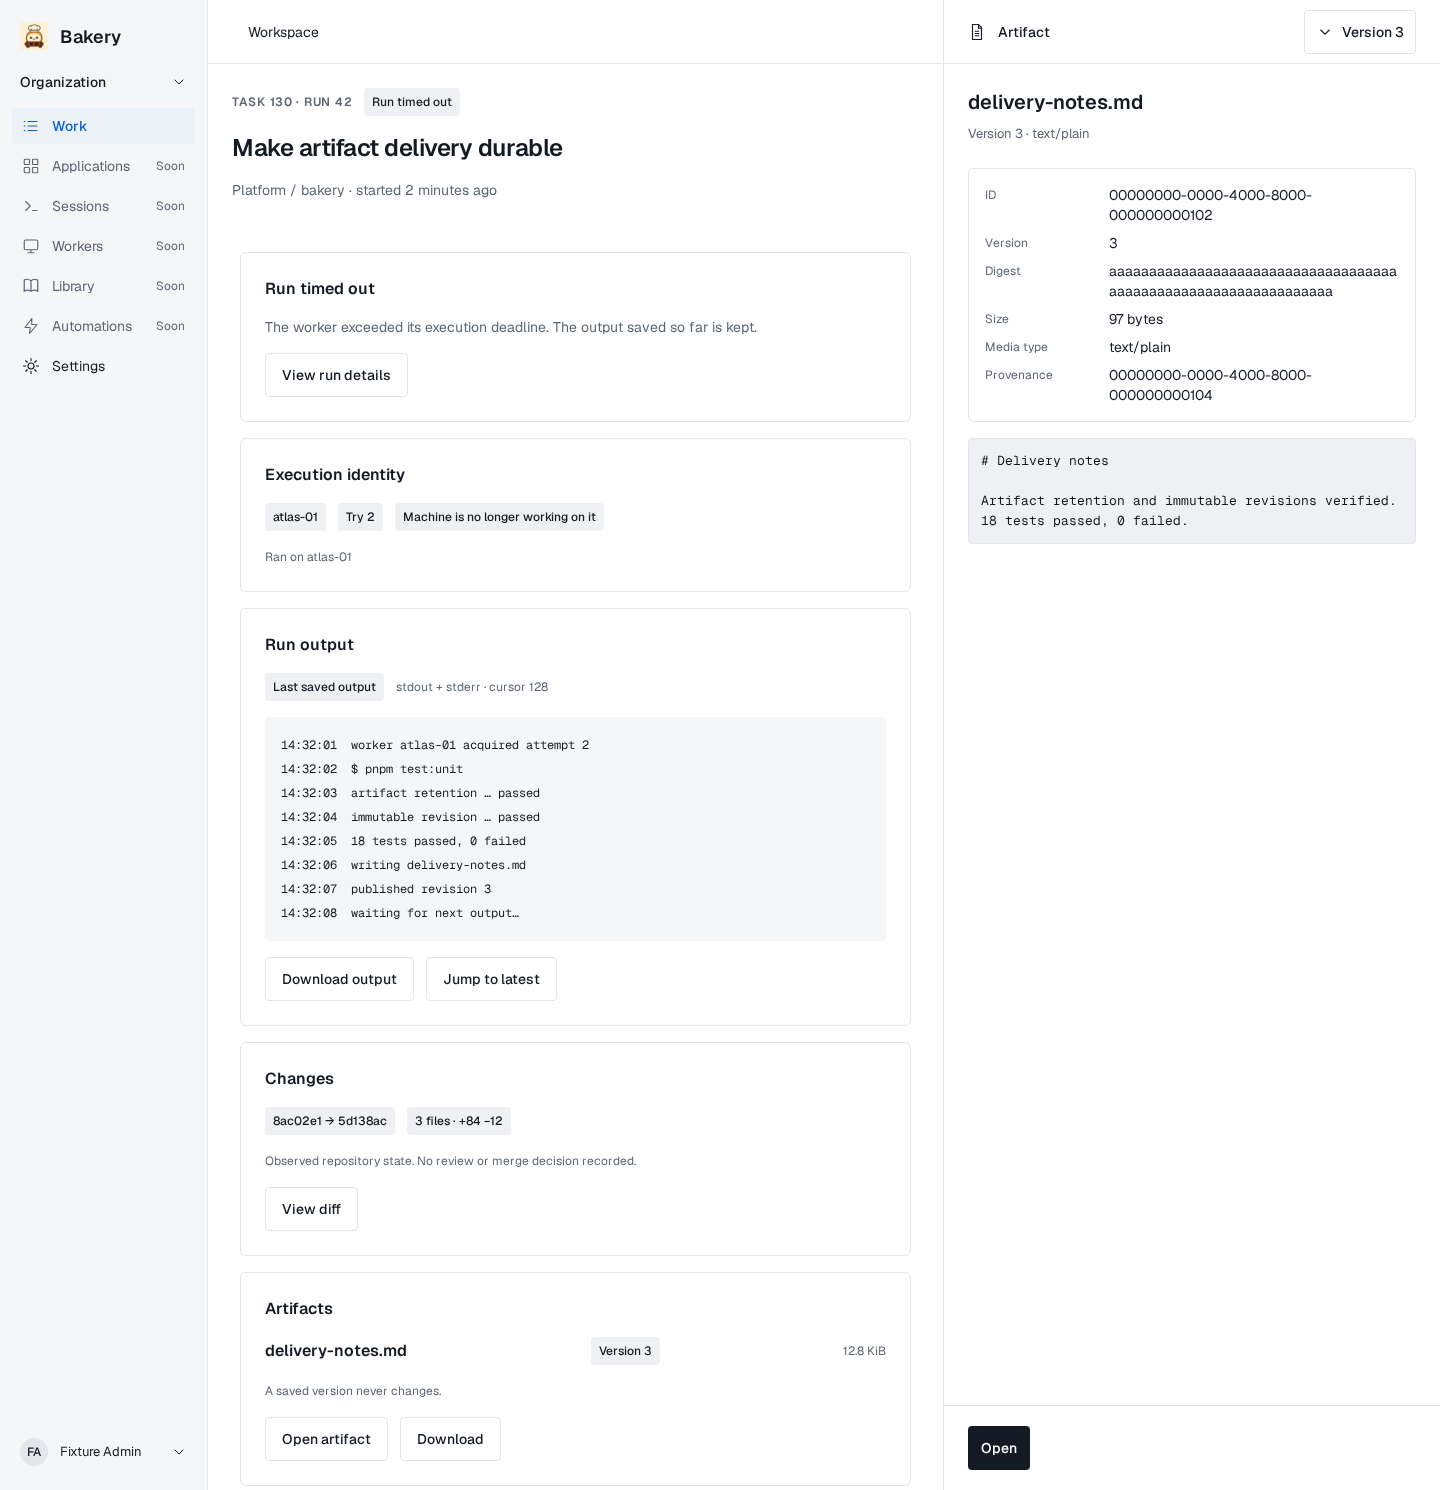 Bakery
Organization
Work
Applications Soon
Sessions Soon
Workers Soon
Library Soon
Automations Soon
Settings
FA Fixture Admin
Workspace
TASK 130 · RUN 42 Run timed out
Make artifact delivery durable
Platform / bakery · started 2 minutes ago
Run timed out
The worker exceeded its execution deadline. The output saved so far is kept.
View run details
Execution identity
atlas-01 Try 2 Machine is no longer working on it
Ran on atlas-01
Run output
Last saved output stdout + stderr · cursor 128
14:32:01 worker atlas-01 acquired attempt 2
14:32:02 $ pnpm test:unit
14:32:03 artifact retention … passed
14:32:04 immutable revision … passed
14:32:05 18 tests passed, 0 failed
14:32:06 writing delivery-notes.md
14:32:07 published revision 3
14:32:08 waiting for next output…
Download output Jump to latest
Changes
8ac02e1 → 5d138ac 3 files · +84 −12
Observed repository state. No review or merge decision recorded.
View diff
Artifacts
delivery-notes.md Version 3 12.8 KiB
A saved version never changes.
Open artifact Download
Artifact Version 3
delivery-notes.md
Version 3 · text/plain
ID 00000000-0000-4000-8000-
000000000102
Version 3
Digest aaaaaaaaaaaaaaaaaaaaaaaaaaaaaaaaaaaa
aaaaaaaaaaaaaaaaaaaaaaaaaaaa
Size 97 bytes
Media type text/plain
Provenance 00000000-0000-4000-8000-
000000000104
# Delivery notes
Artifact retention and immutable revisions verified.
18 tests passed, 0 failed.
Open